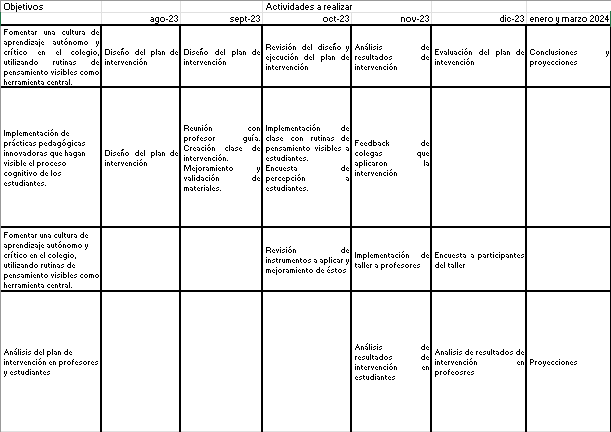 Objetivos
Actividades a realizar
ago-23
sept-23
oct-23
nov-23
dic-23
enero y marzo 2024
Fomentar una cultura de
aprendizaje autónomo y
crítico en el colegio,
utilizando rutinas de
pensamiento visibles como
herramienta central.
Diseño del plan de
intervención
Diseño del plan de
intervención
Revisión del diseño y
ejecución del plan de
intervención
Análisis de
resultados de
intervención
Evaluación del plan de
intevención
Conclusiones y
proyecciones
Implementación de
prácticas pedagógicas
innovadoras que hagan
visible el proceso
cognitivo de los
estudiantes.
Diseño del plan de
intervención
Reunión con
profesor guía.
Creación clase de
intervención.
Mejoramiento y
validación de
materiales.
Implementación de
clase con rutinas de
pensamiento visibles a
estudiantes.
Encuesta de
percepción a
estudiantes.
Feedback de
colegas que
aplicaron la
intervención
Fomentar una cultura de
aprendizaje autónomo y
crítico en el colegio,
utilizando rutinas de
pensamiento visibles como
herramienta central.
Revisión de
instrumentos a aplicar y
mejoramiento de éstos
Implementación de
taller a profesores
Encuesta a participantes
del taller
Análisis del plan de
intervención en profesores
y estudiantes
Análisis de
resultados de
intervención en
estudiantes
Analisis de resultados de
intervención en
profeosres
Proyecciones